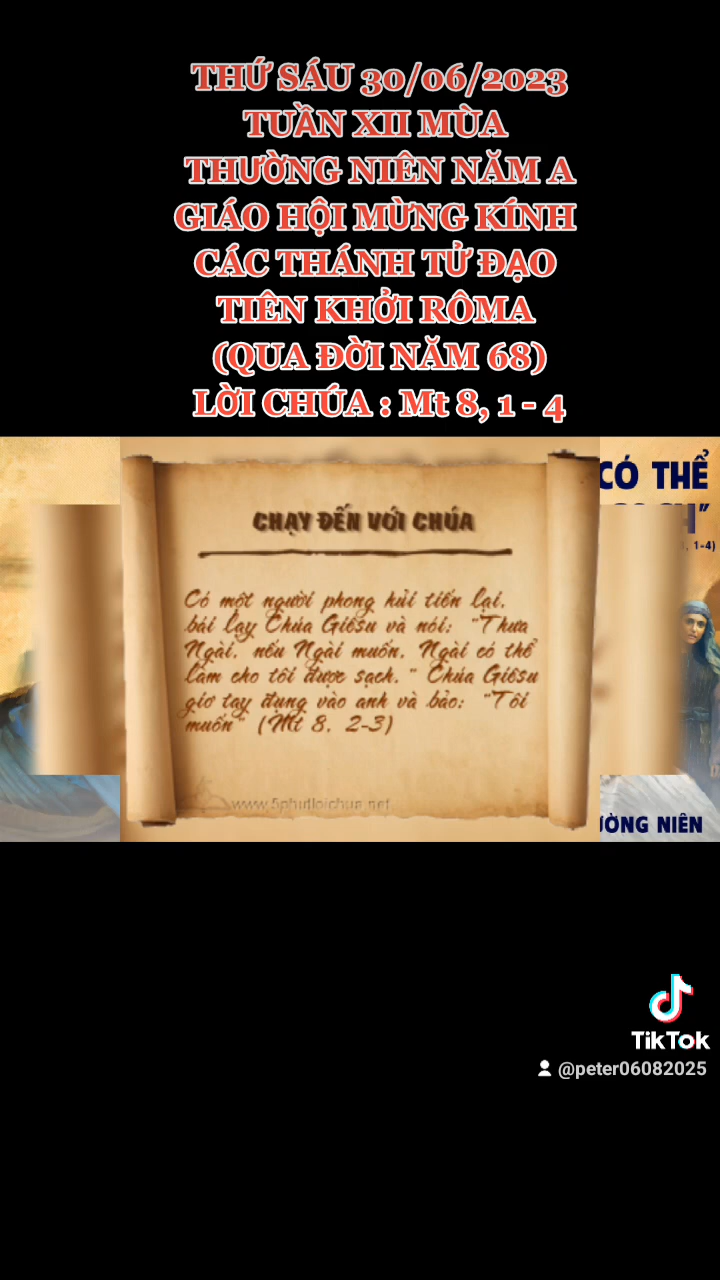 THỨ SÁU 30/06/2023
TUẦN XII MÙA
THƯỜNG NIÊN NĂM A
GIÁO HỘI MỪNG KÍNH
CÁC THÁNH TỬ ĐẠO
TIÊN KHỞI RÔMA
(QUA ĐỜI NĂM 68)
LỜI CHÚA : Mt 8, 1 - 4
CÓ THỂ
1-4)
CHẠY ĐẾN VỚI CHÚA
Có một người phong hủi tiến lại,
bái lạy Chúa Giêsu và nói: "Thưa
Ngài, nếu Ngài muốn, Ngài có thể
làm cho tôi được sạch." Chúa Giêsu
giơ tay đụng vào anh và bảo: "Tôi
muốn" (Mt 8, 2-3)
www.5phutloichua.net
ƯỜNG NIÊN
TikTok
@peter06082025